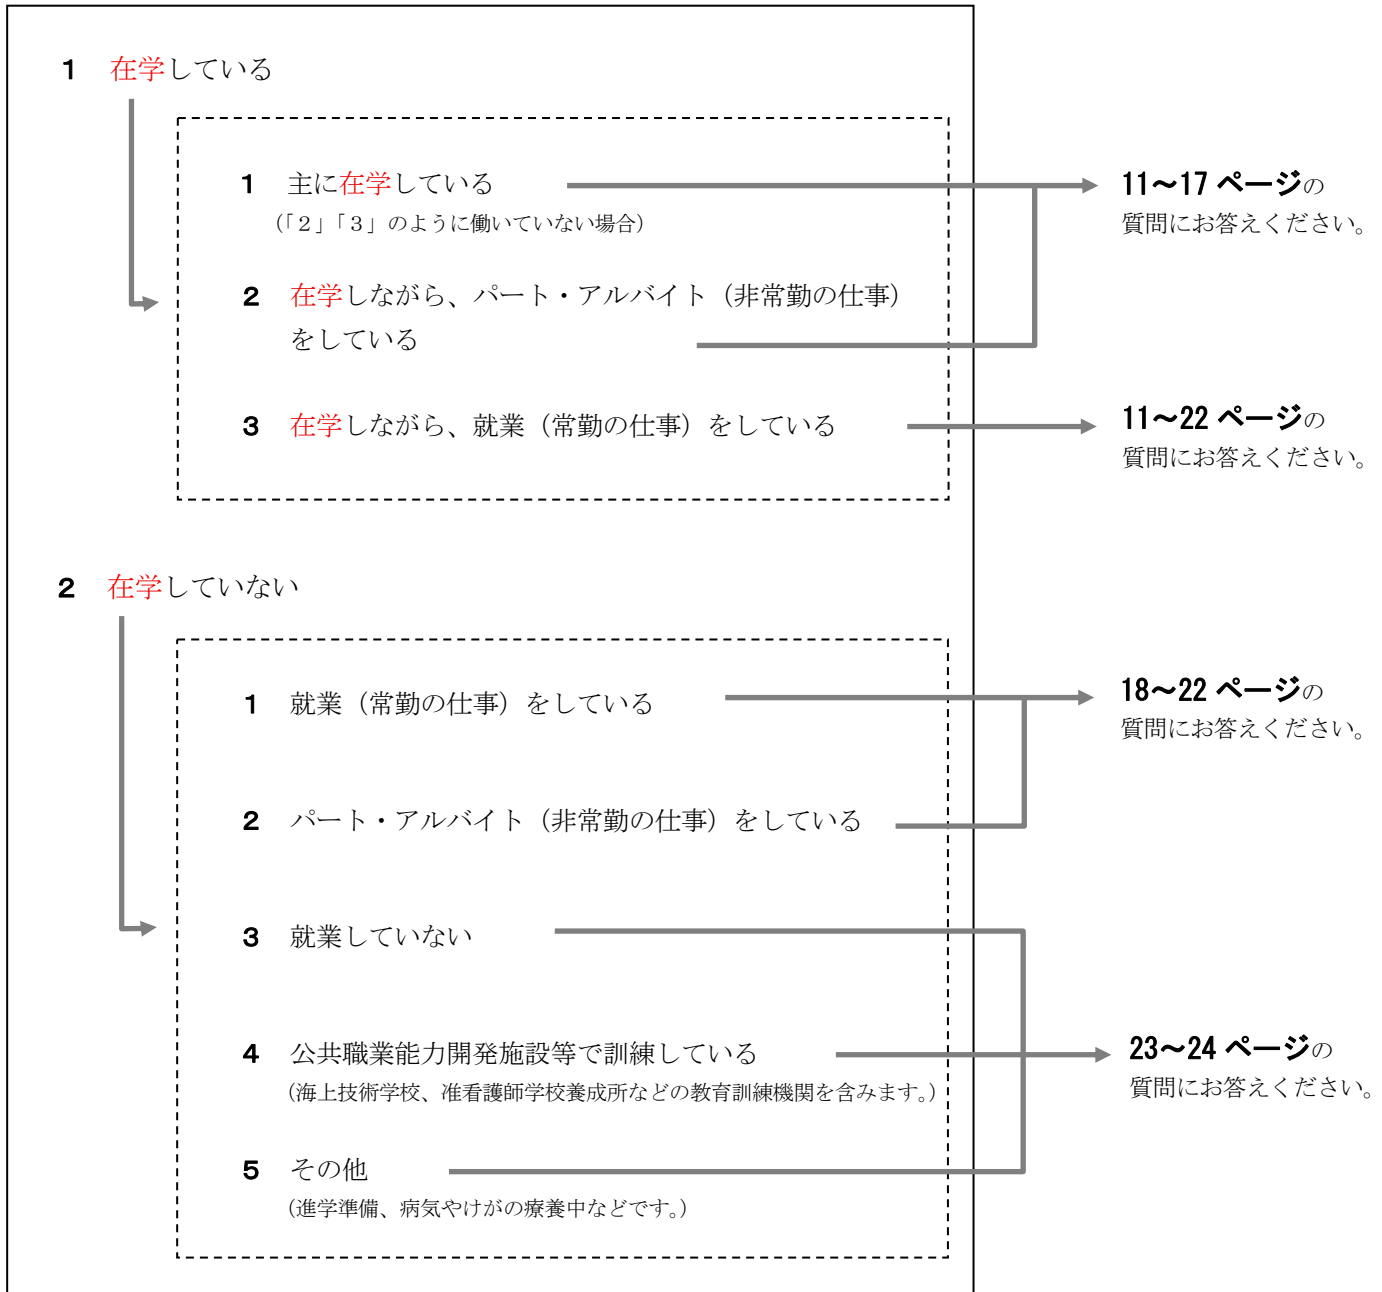 1 在学している
1 主に在学している
(「２」「３」のように働いていない場合)
11～17 ページの
質問にお答えください。
2 在学しながら、パート・アルバイト（非常勤の仕事）
をしている
3 在学しながら、就業（常勤の仕事）をしている
11～22 ページの
質問にお答えください。
2 在学していない
1 就業（常勤の仕事）をしている
18～22 ページの
質問にお答えください。
2 パート・アルバイト（非常勤の仕事）をしている
3 就業していない
4 公共職業能力開発施設等で訓練している
(海上技術学校、准看護師学校養成所などの教育訓練機関を含みます。)
23～24 ページの
質問にお答えください。
5 その他
(進学準備、病気やけがの療養中などです。)